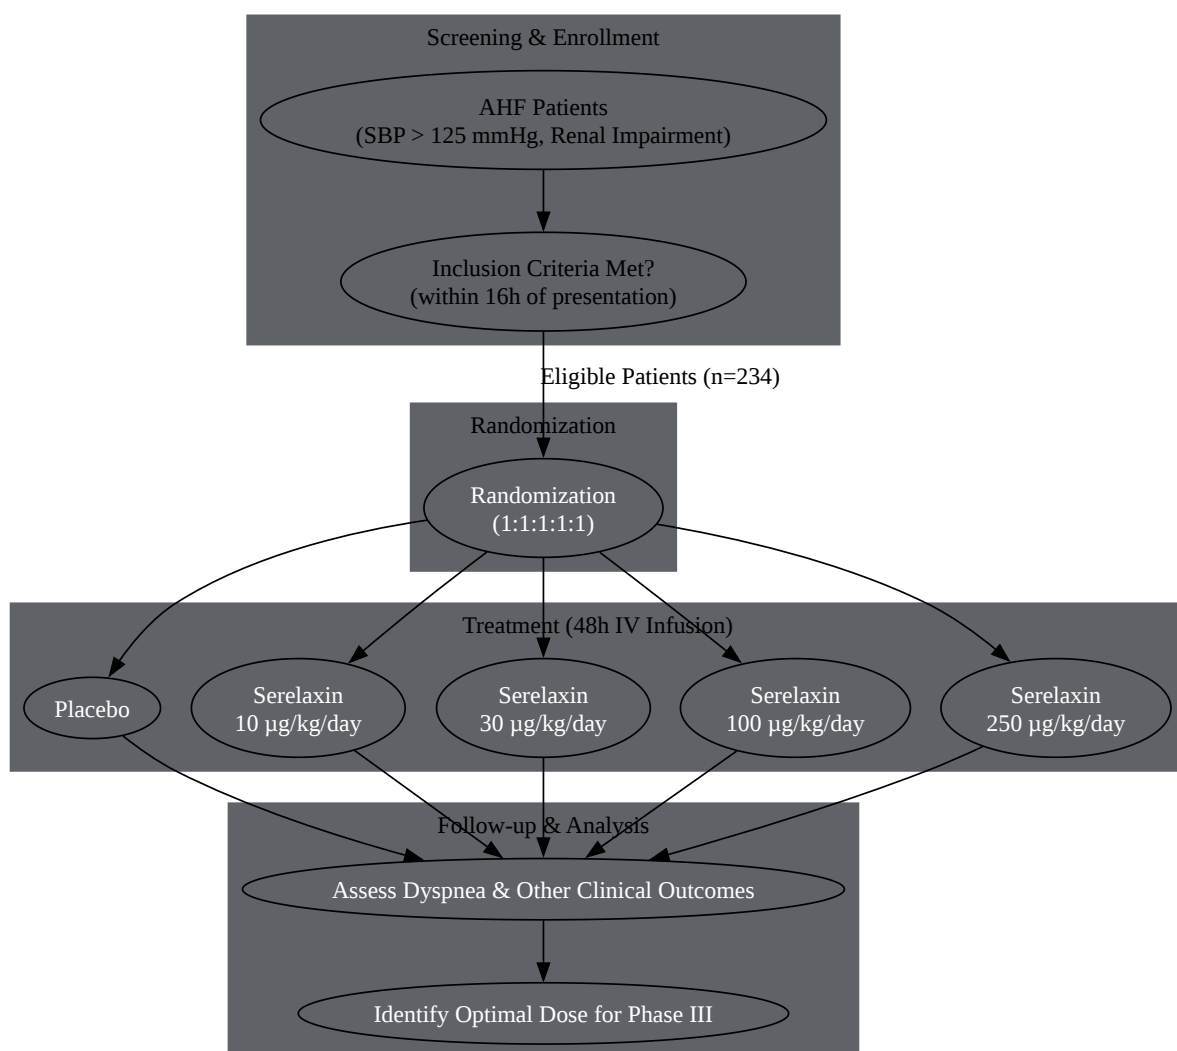 Screening & Enrollment
AHF Patients
(SBP > 125 mmHg, Renal Impairment)
Inclusion Criteria Met?
(within 16h of presentation)
Eligible Patients (n=234)
Randomization
Randomization
(1:1:1:1:1)
Treatment (48h IV Infusion)
Placebo
Serelaxin
10 µg/kg/day
Serelaxin
30 µg/kg/day
Serelaxin
100 µg/kg/day
Serelaxin
250 µg/kg/day
Follow-up & Analysis
Assess Dyspnea & Other Clinical Outcomes
Identify Optimal Dose for Phase III